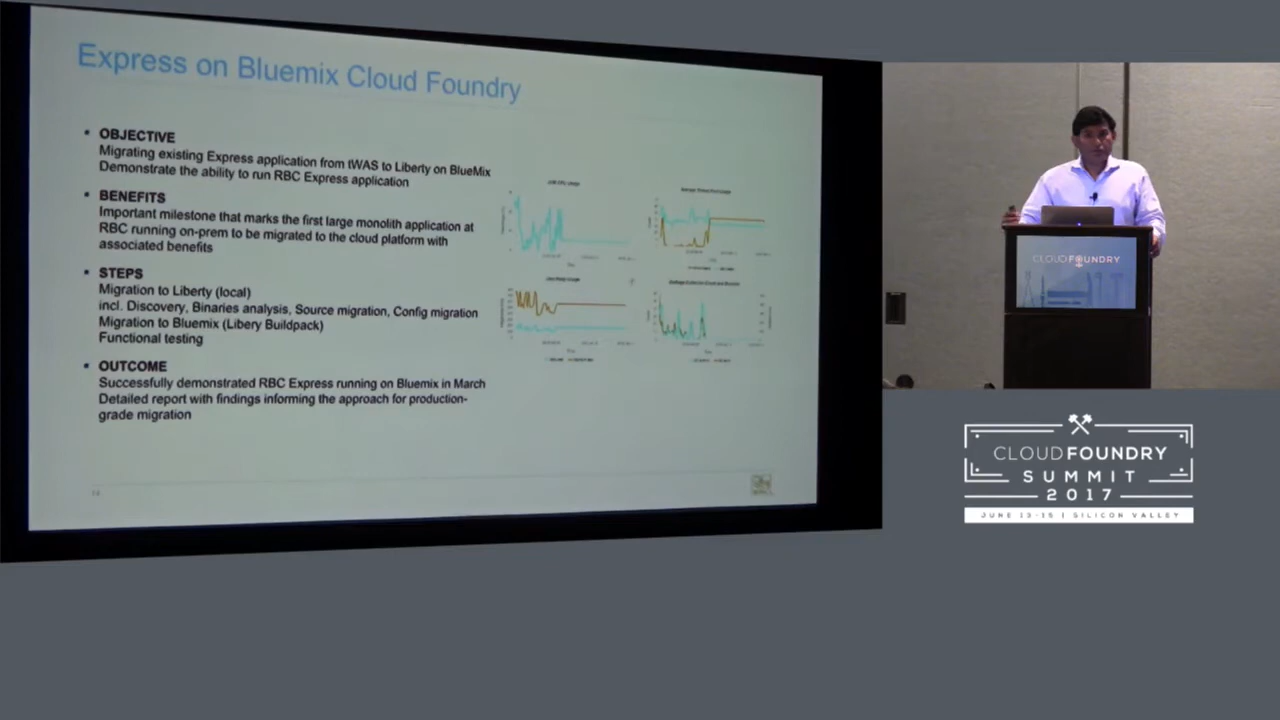 Express on Bluemix Cloud Foundry
▪ OBJECTIVE
Migrating existing Express application from tWAS to Liberty on BlueMix
Demonstrate the ability to run RBC Express application
▪ BENEFITS
Important milestone that marks the first large monolith application at
RBC running on-prem to be migrated to the cloud platform with
associated benefits
▪ STEPS
Migration to Liberty (local)
incl. Discovery, Binaries analysis, Source migration, Config migration
Migration to Bluemix (Libery Buildpack)
Functional testing
▪ OUTCOME
Successfully demonstrated RBC Express running on Bluemix in March
Detailed report with findings informing the approach for production-
grade migration
CLOUDFOUNDRY
CLOUDFOUNDRY
SUMMIT
2017
JUNE 13-15 | SILICON VALLEY